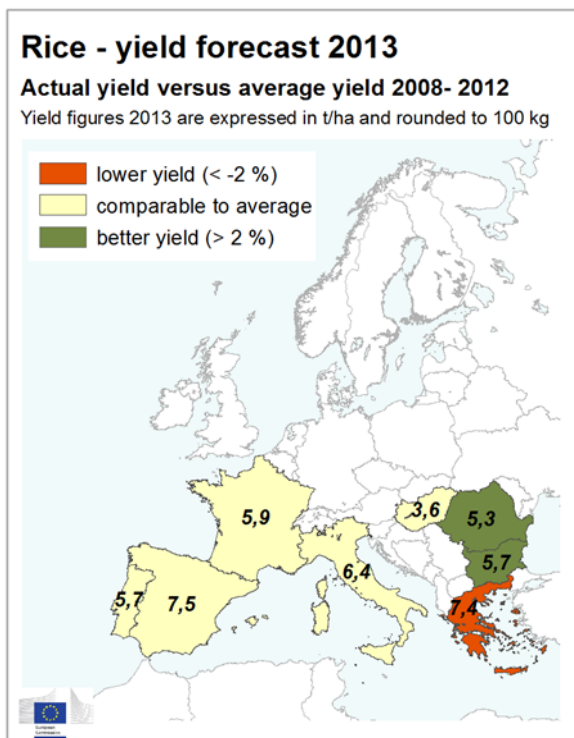 Rice - yield forecast 2013
Actual yield versus average yield 2008- 2012
Yield figures 2013 are expressed in t/ha and rounded to 100 kg
lower yield (< -2 %)
comparable to average
better yield (> 2 %)
3,6
5,9
5,3
5,7
6,4
5,7
7,5
7,4
European
Commission